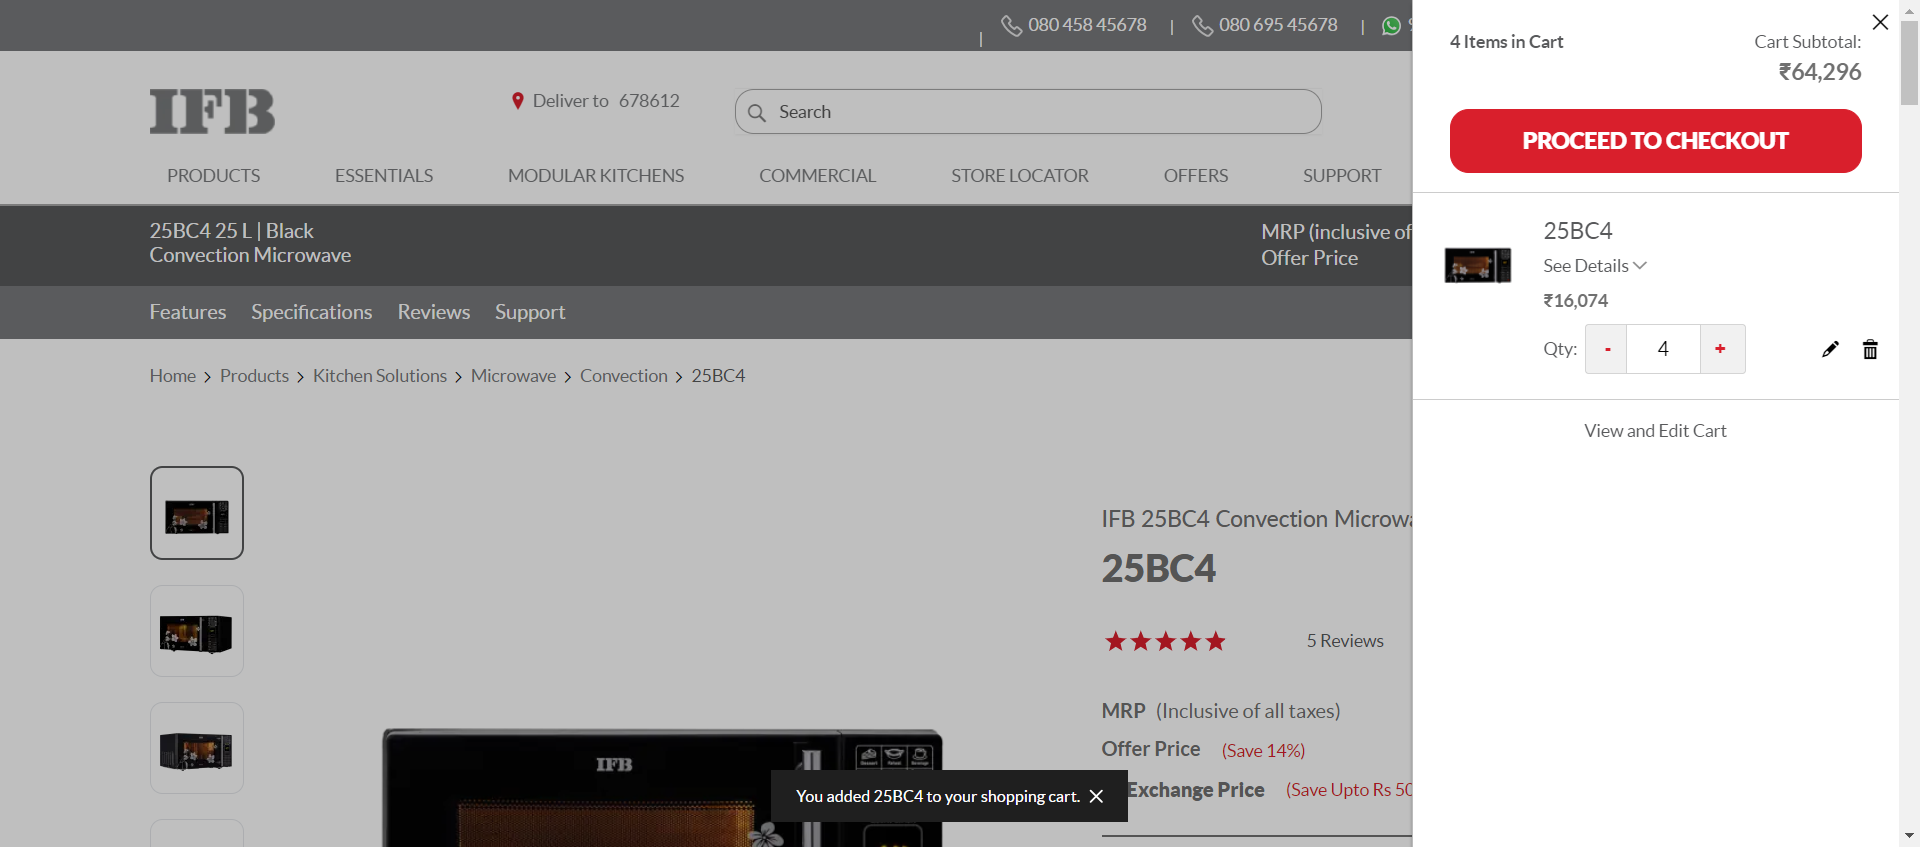 080 458 45678 | 080 695 45678 |
IFB
Deliver to 678612
Search
PRODUCTS ESSENTIALS MODULAR KITCHENS COMMERCIAL STORE LOCATOR OFFERS SUPPORT
25BC4 25 L | Black
Convection Microwave
MRP (inclusive of
Offer Price
Features Specifications Reviews Support
Home > Products > Kitchen Solutions > Microwave > Convection > 25BC4
IFB 25BC4 Convection
25BC4
5 Reviews
MRP (Inclusive of all taxes)
Offer Price (Save 14%)
Exchange Price (Save Upto Rs
IFB
You added 25BC4 to your shopping cart.
4 Items in Cart
Cart Subtotal:
₹64,296
PROCEED TO CHECKOUT
25BC4
See Details
₹16,074
Qty: - 4 +
View and Edit Cart